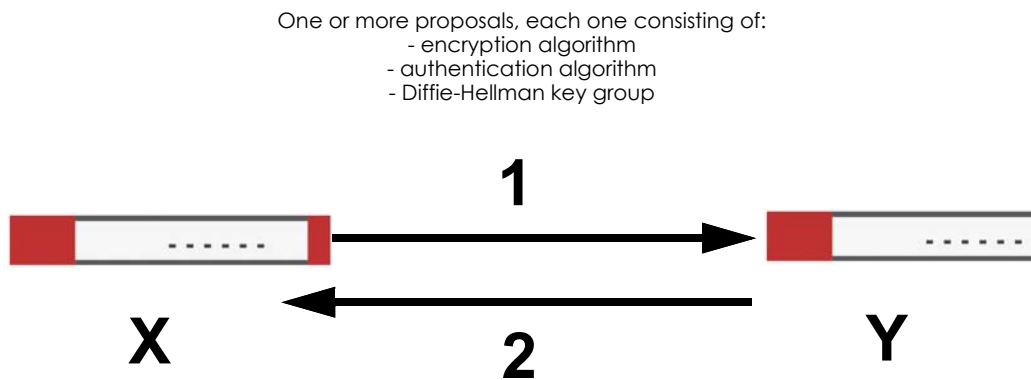 One or more proposals, each one consisting of:
- encryption algorithm
- authentication algorithm
- Diffie-Hellman key group
1
X
Y
2